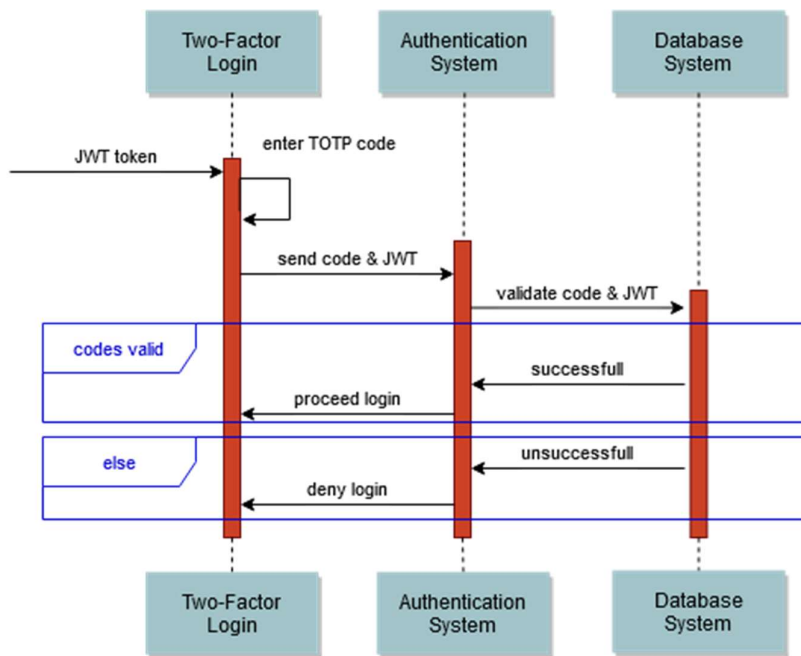 Two-Factor
Login
Authentication
System
Database
System
enter TOTP code
JWT token
send code & JWT
validate code & JWT
codes valid
successfull
proceed login
else
unsuccessfull
deny login
Two-Factor
Login
Authentication
System
Database
System